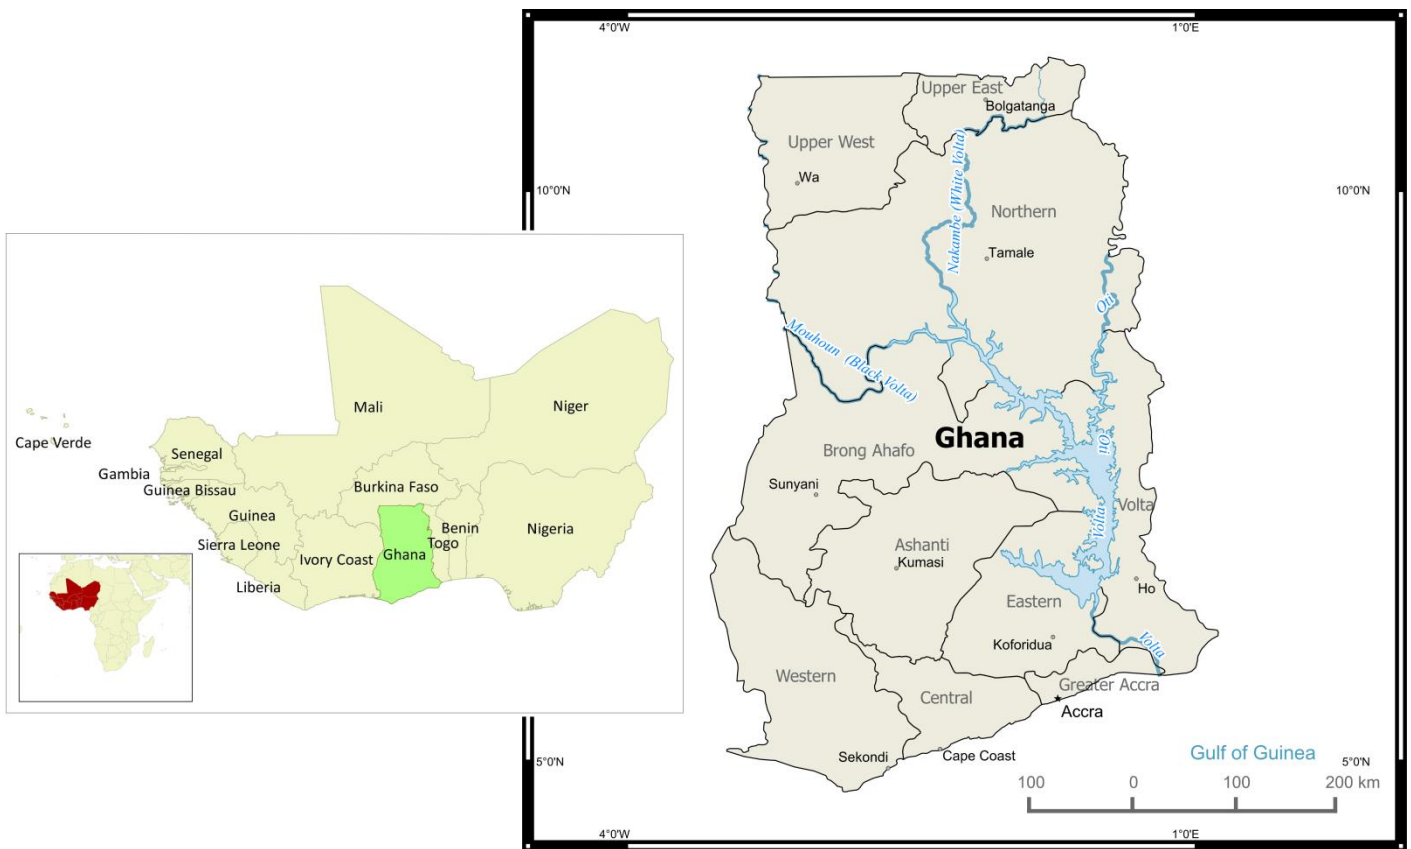 4°0'W
1°0'E
Upper East
Bolgatanga
Upper West
Wa
10°0'N
10°0'N
Nakambe (White Volta)
Northern
Tamale
Oti
Mouhoun (Black Volta)
Ghana
Brong Ahafo
Oti
Sunyani
Volta
Volta
Ashanti
Kumasi
Ho
Eastern
Koforidua
Volta
Western
Central
Greater Accra
Accra
Sekondi
Cape Coast
Gulf of Guinea
5°0'N
5°0'N
100
0
100
200 km
4°0'W
1°0'E
Mali
Niger
Cape Verde
Senegal
Gambia
Guinea Bissau
Burkina Faso
Guinea
Benin
Nigeria
Sierra Leone
Togo
Ivory Coast
Ghana
Liberia